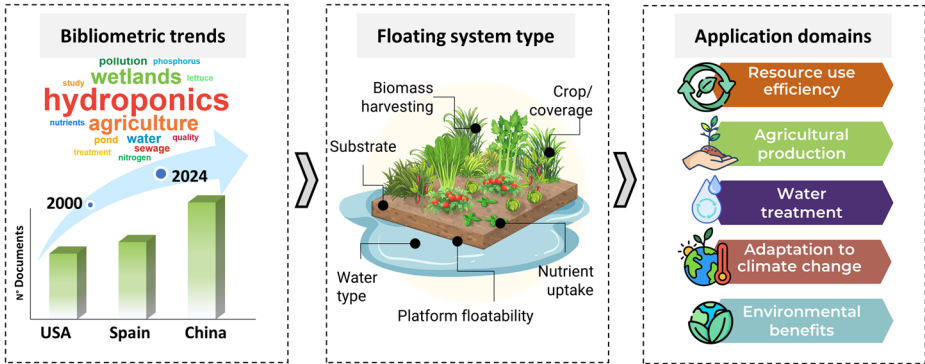 Bibliometric trends
pollution phosphorus
wetlands
study lettuce
hydroponics
nutrients agriculture
pond water quality
sewage
treatment nitrogen
2024
2000
N° Documents
USA Spain China
Floating system type
Biomass
harvesting
Crop/
coverage
Substrate
Water
type
Nutrient
uptake
Platform floatability
Application domains
Resource use
efficiency
Agricultural
production
Water
treatment
Adaptation to
climate change
Environmental
benefits